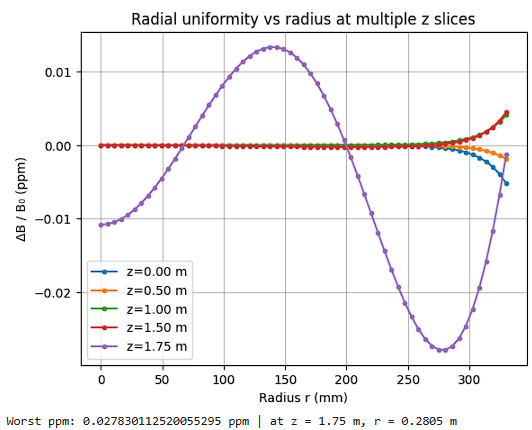 Radial uniformity vs radius at multiple z slices
ΔB / B₀ (ppm)
0.01
0.00
−0.01
−0.02
z=0.00 m
z=0.50 m
z=1.00 m
z=1.50 m
z=1.75 m
0
50
100
150
200
250
300
Radius r (mm)
Worst ppm: 0.027830112520055295 ppm | at z = 1.75 m, r = 0.2805 m